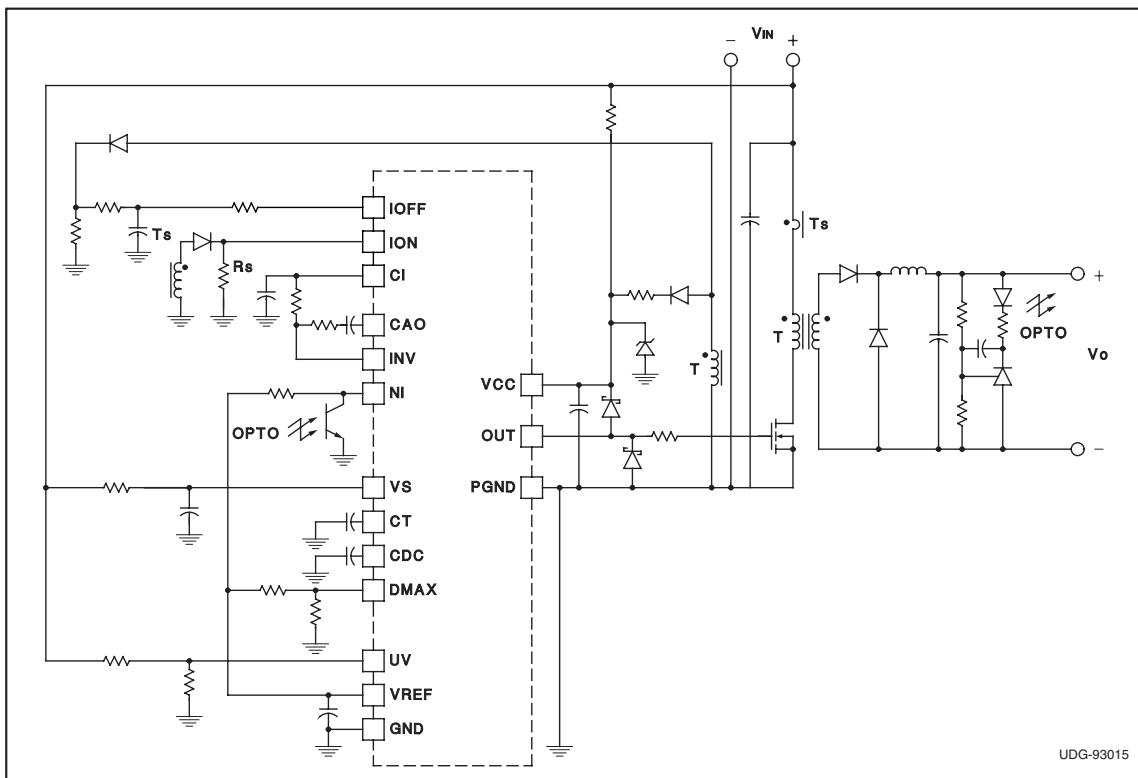 − VIN +
IOFF
Ts
Ts
ION
Rs
CI
CAO
INV
VCC
T
T
OPTO
+
Vo
NI
OPTO
OUT
−
VS
PGND
CT
CDC
DMAX
UV
VREF
GND
UDG-93015